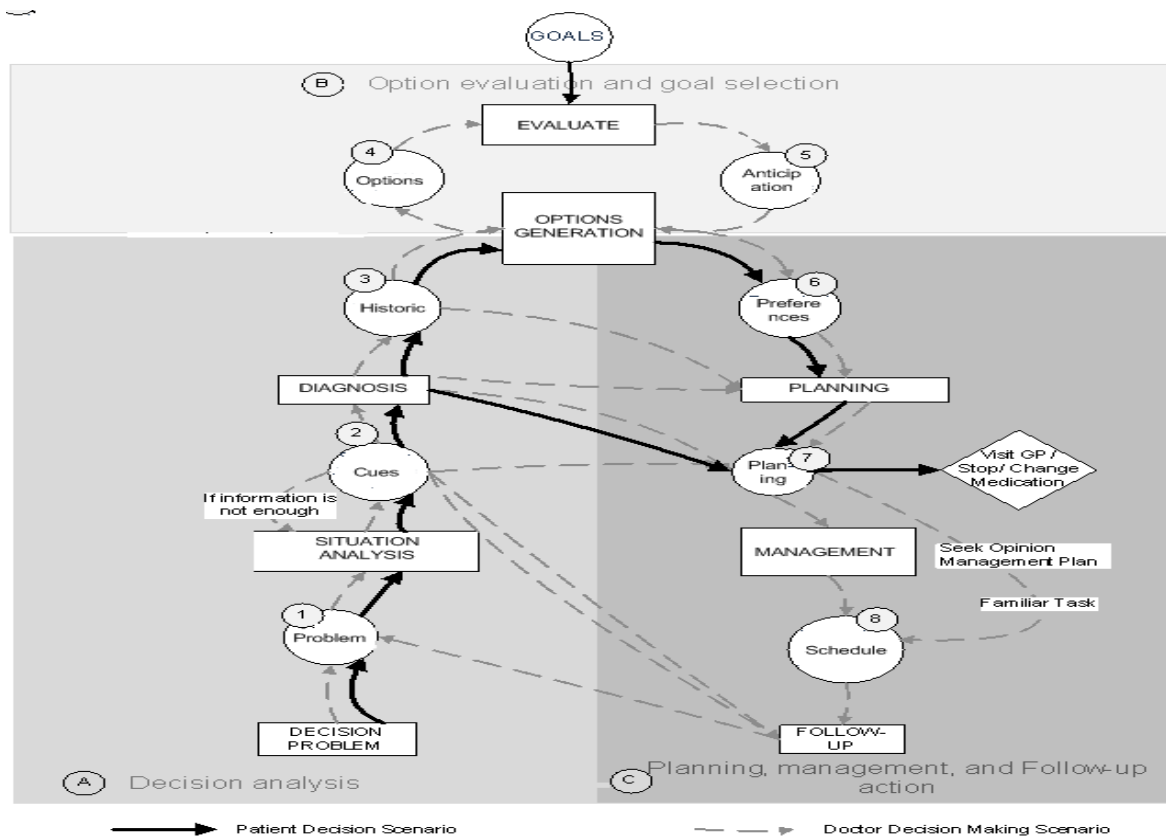 GOALS
B
Option evaluation and goal selection
EVALUATE
4
Options
5
Anticip
ation
OPTIONS
GENERATION
3
Historic
6
Prefere
nces
DIAGNOSIS
PLANNING
2
Cues
7
Plan-
ing
Visit GP /
Stop/ Change
Medication
If information is
not enough
SITUATION
ANALYSIS
MANAGEMENT
Seek Opinion
Management Plan
1
Problem
Familiar Task
8
Schedule
DECISION
PROBLEM
FOLLOW-
UP
A
Decision analysis
C
Planning, management, and Follow-up
action
Patient Decision Scenario
Doctor Decision Making Scenario